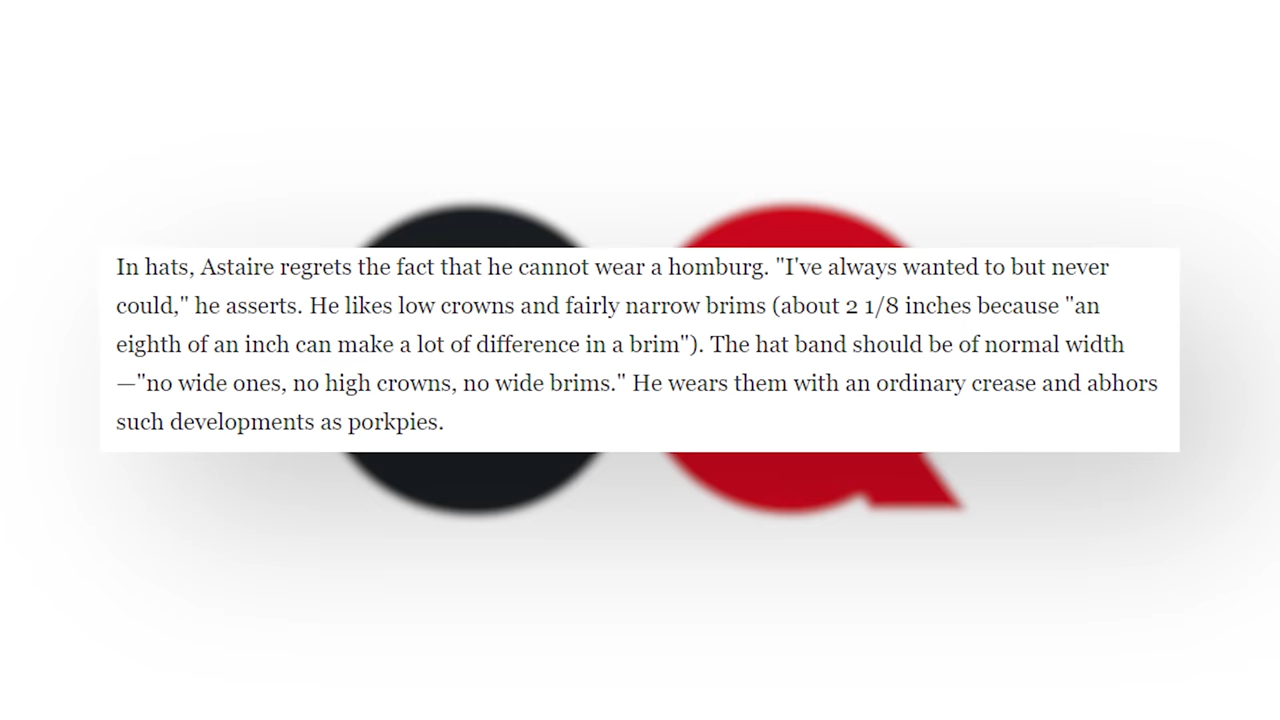 In hats, Astaire regrets the fact that he cannot wear a homburg. "I've always wanted to but never
could," he asserts. He likes low crowns and fairly narrow brims (about 2 1/8 inches because "an
eighth of an inch can make a lot of difference in a brim"). The hat band should be of normal width
—"no wide ones, no high crowns, no wide brims." He wears them with an ordinary crease and abhors
such developments as porkpies.